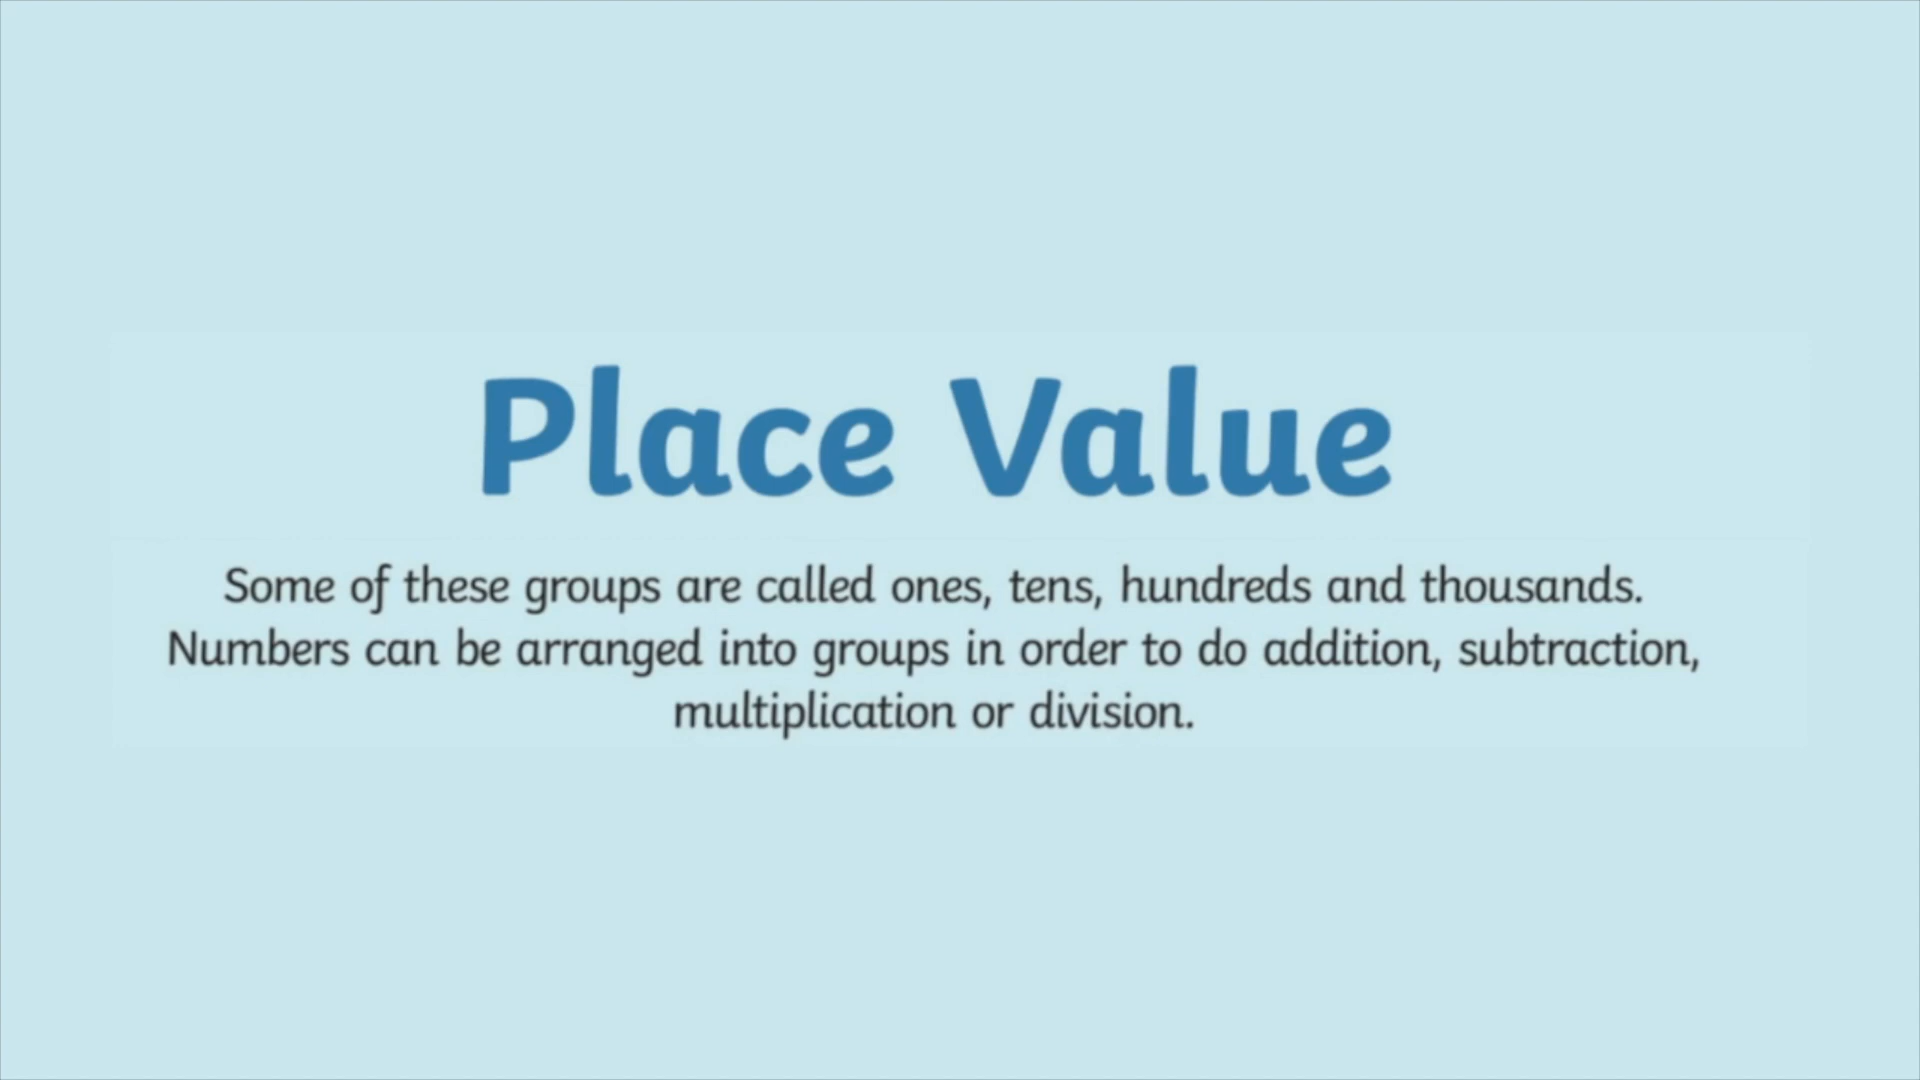 Place Value
Some of these groups are called ones, tens, hundreds and thousands.
Numbers can be arranged into groups in order to do addition, subtraction,
multiplication or division.